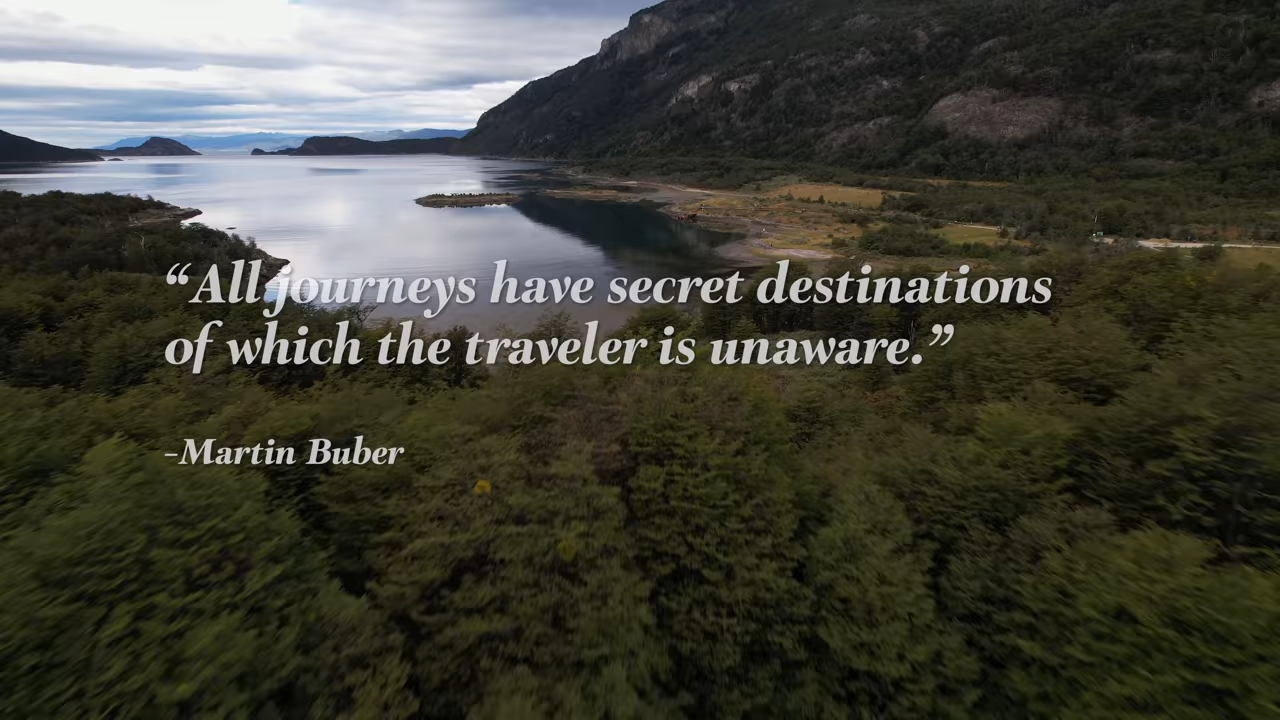 “All journeys have secret destinations
of which the traveler is unaware.”
-Martin Buber